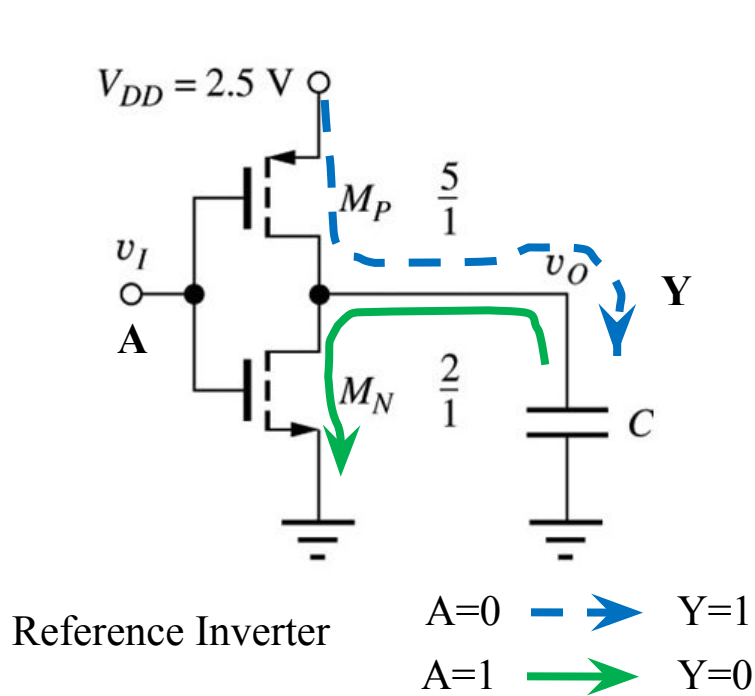 V_DD = 2.5 V
M_P 5/1
v_I
v_O
Y
A
M_N 2/1
C
A=0 Y=1
Reference Inverter
A=1 Y=0